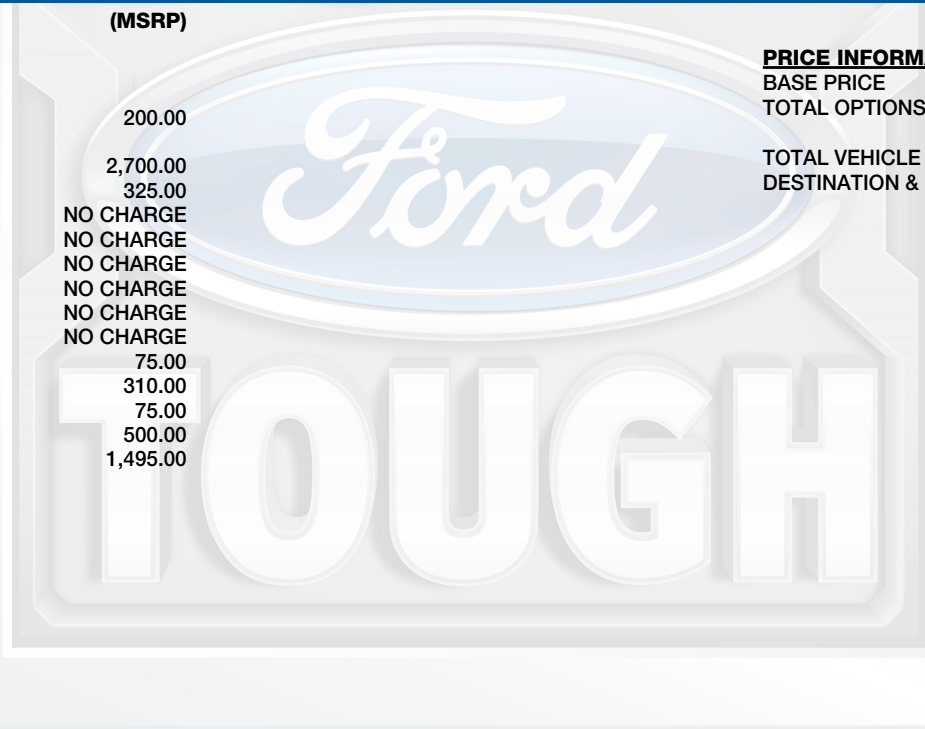 (MSRP)
200.00
2,700.00
325.00
NO CHARGE
NO CHARGE
NO CHARGE
NO CHARGE
NO CHARGE
NO CHARGE
75.00
310.00
75.00
500.00
1,495.00
PRICE INFORMA
BASE PRICE
TOTAL OPTIONS
TOTAL VEHICLE
DESTINATION &
Ford
TOUGH